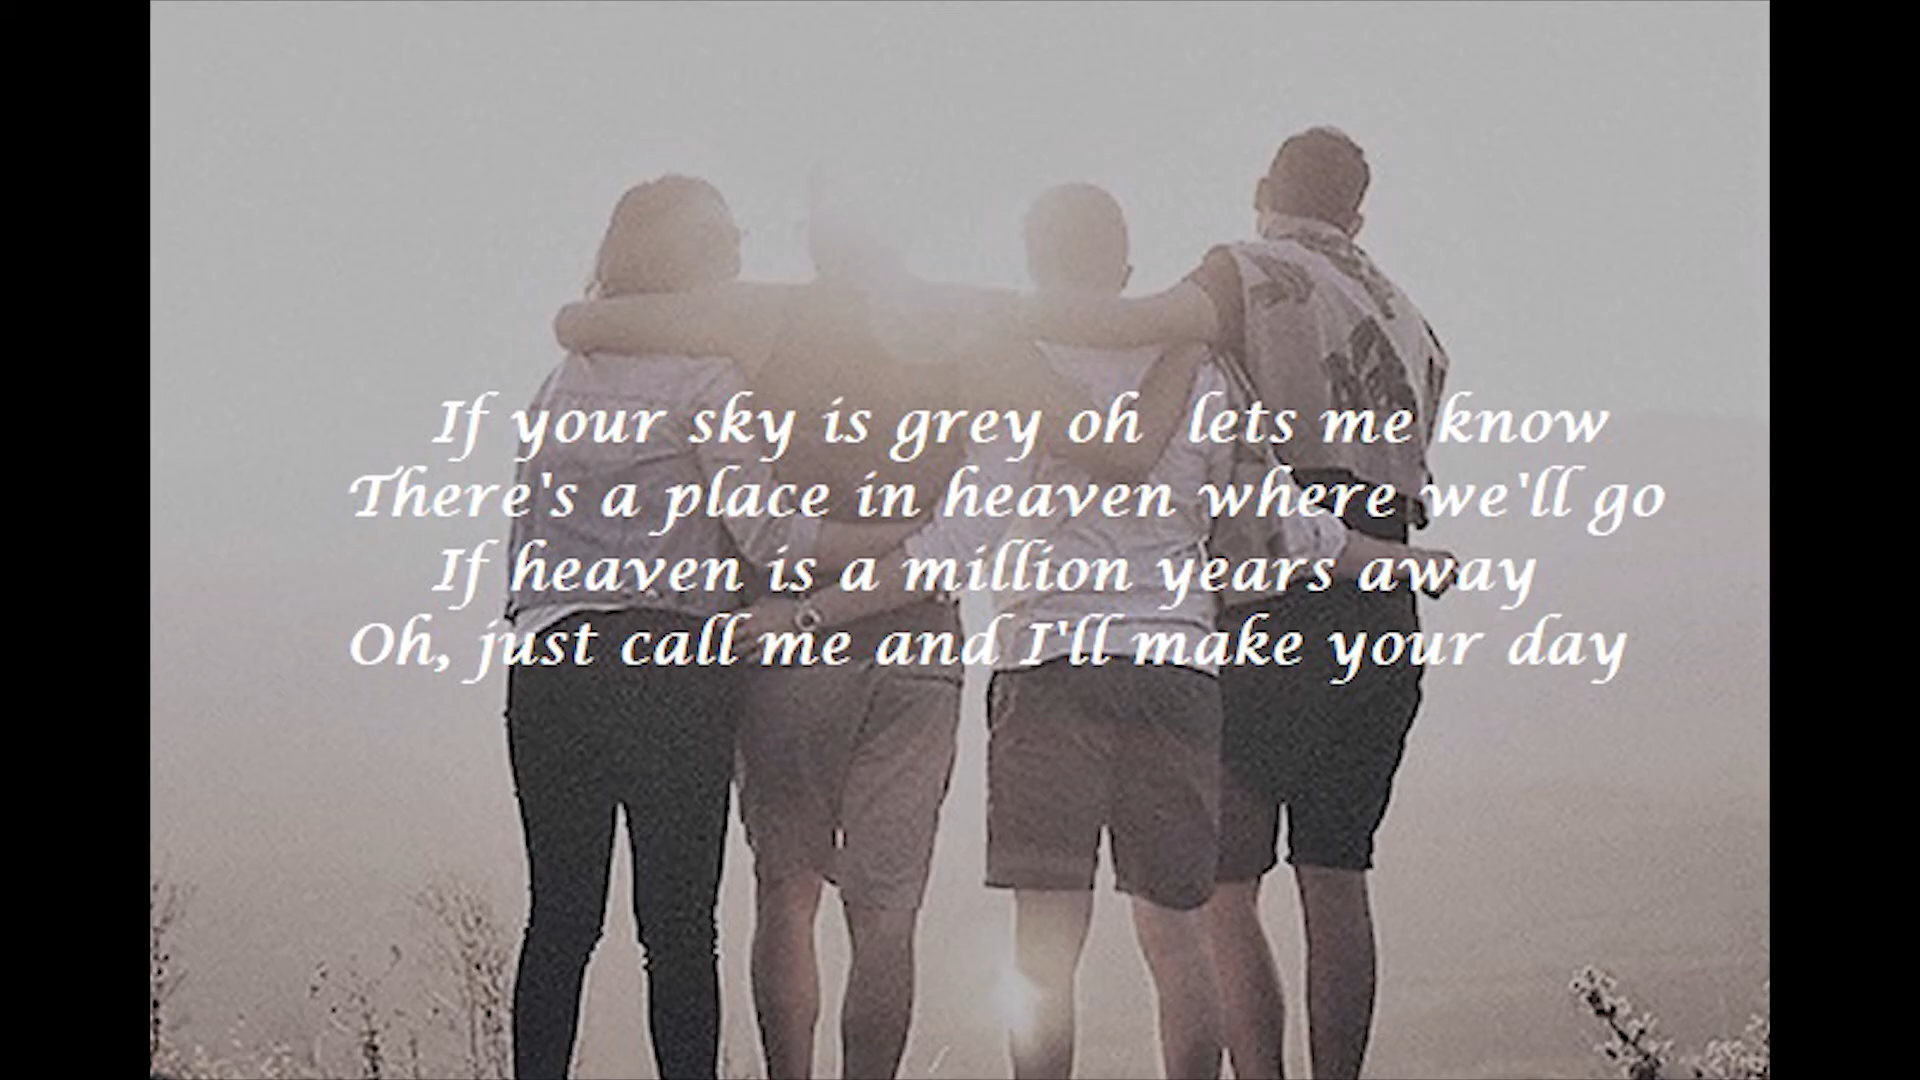 If your sky is grey oh lets me know
There's a place in heaven where we'll go
If heaven is a million years away
Oh, just call me and I'll make your day